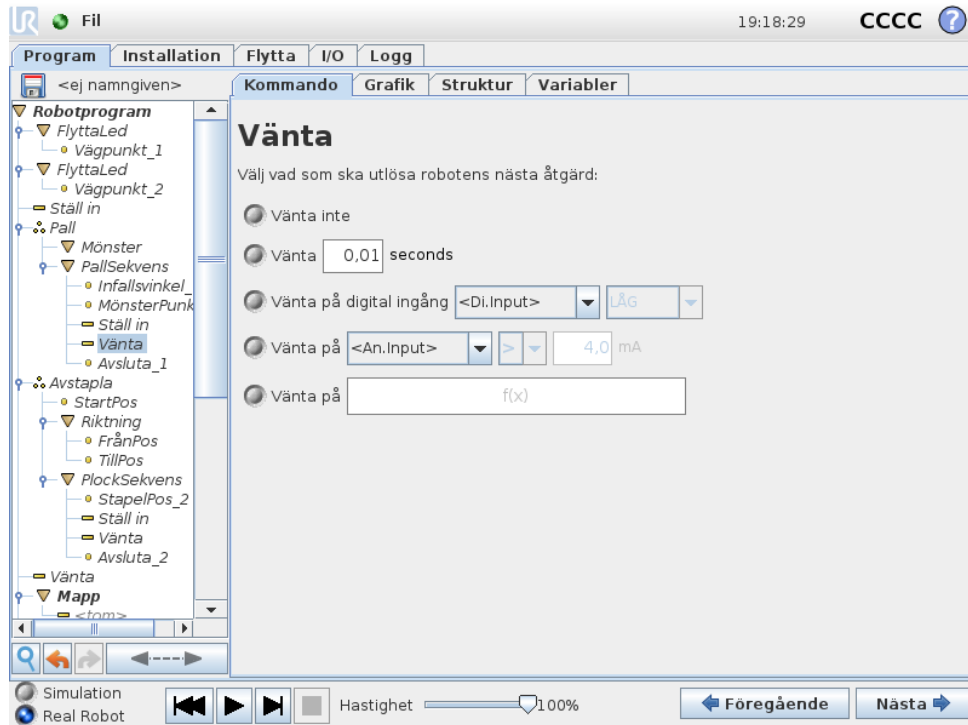 Fil 19:18:29 CCCC ?
Program Installation Flytta I/O Logg
<ej namngiven>
Kommando Grafik Struktur Variabler
Robotprogram
FlyttaLed
Vägpunkt_1
FlyttaLed
Vägpunkt_2
Ställ in
Pall
Mönster
PallSekvens
Infallsvinkel_
MönsterPunk
Ställ in
Vänta
Avsluta_1
Avstapla
StartPos
Riktning
FrånPos
TillPos
PlockSekvens
StapelPos_2
Ställ in
Vänta
Avsluta_2
Vänta
Mapp
<tom>
Vänta
Välj vad som ska utlösa robotens nästa åtgärd:
Vänta inte
Vänta 0,01 seconds
Vänta på digital ingång <Di.Input> LÅG
Vänta på <An.Input> > 4,0 mA
Vänta på f(x)
Simulation
Real Robot
Hastighet 100%
Föregående Nästa